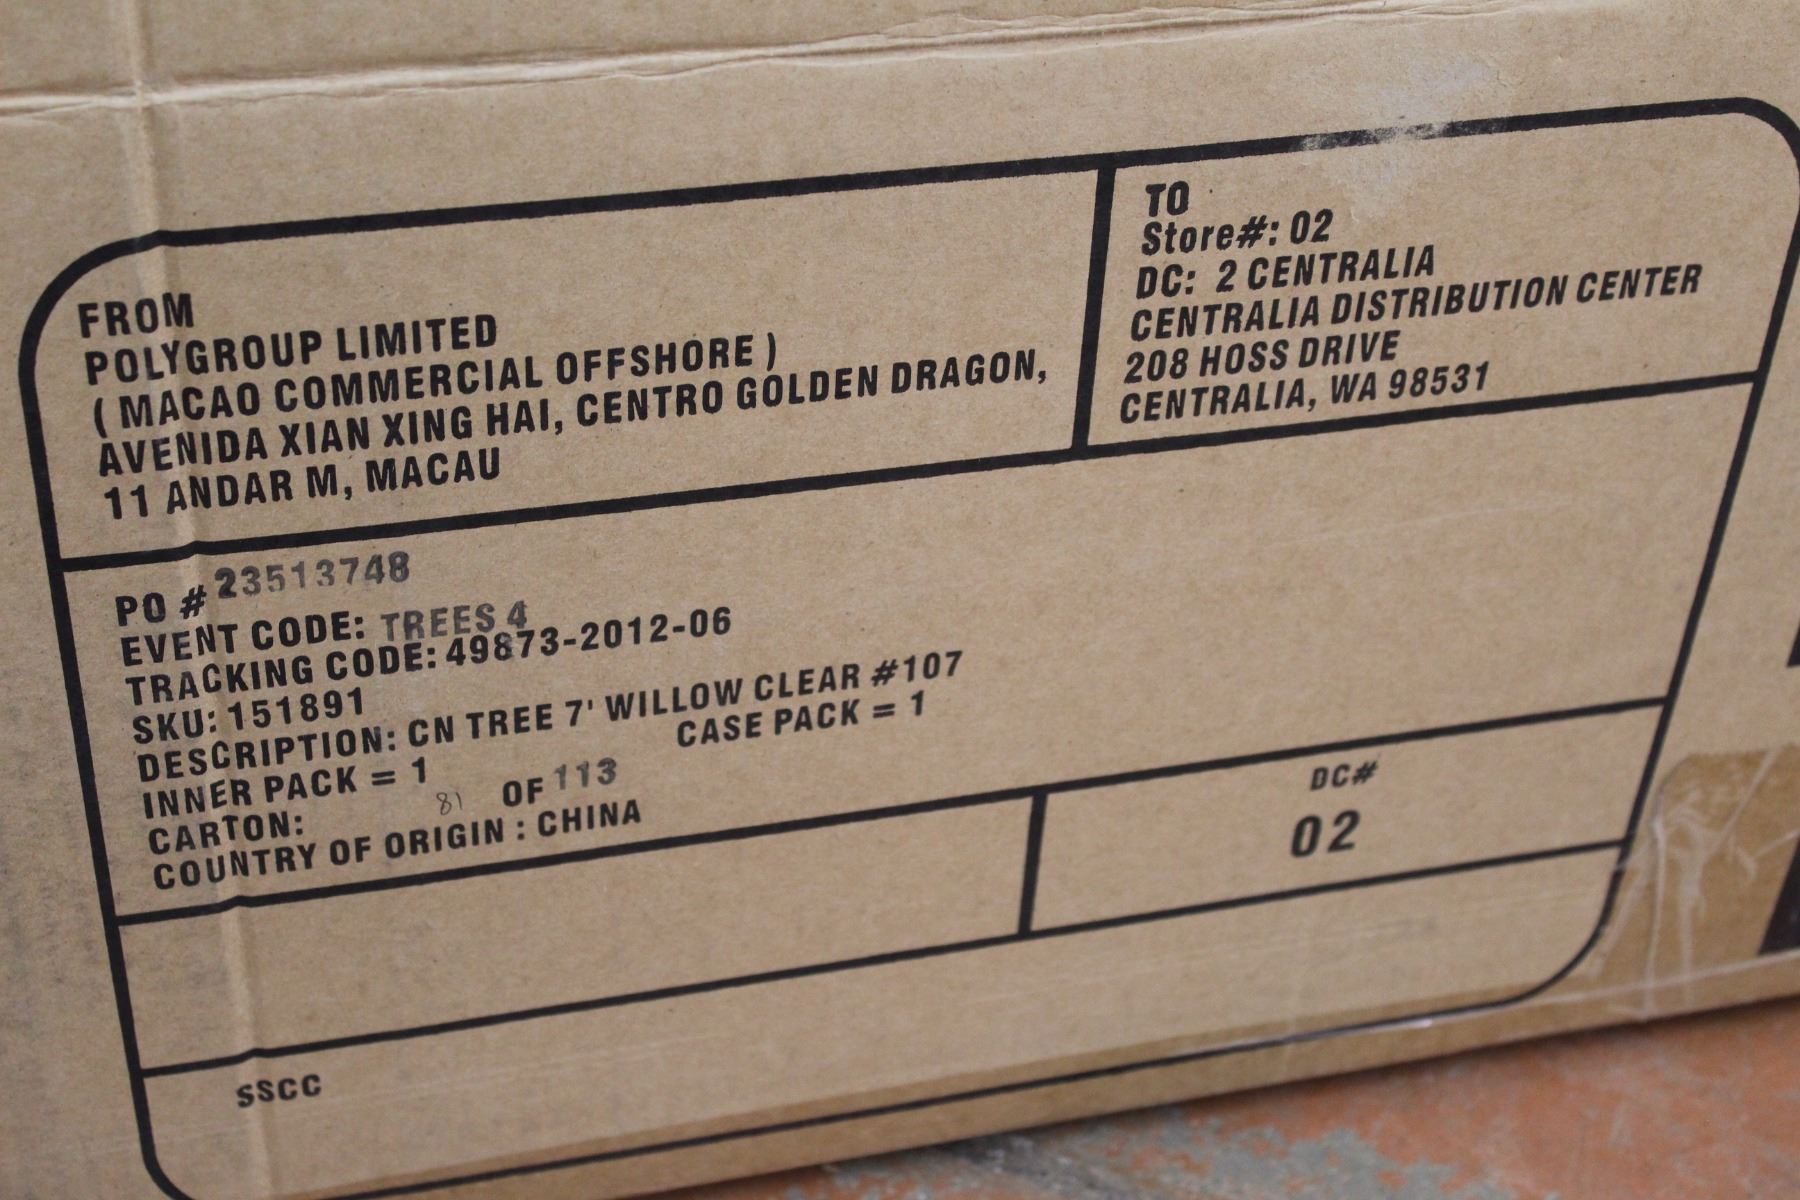 FROM
POLYGROUP LIMITED
( MACAO COMMERCIAL OFFSHORE )
AVENIDA XIAN XING HAI, CENTRO GOLDEN DRAGON,
11 ANDAR M, MACAU
TO
Store#: 02
DC: 2 CENTRALIA
CENTRALIA DISTRIBUTION CENTER
208 HOSS DRIVE
CENTRALIA, WA 98531
PO # 23513748
EVENT CODE: TREES 4
TRACKING CODE: 49873-2012-06
SKU: 151891
DESCRIPTION: CN TREE 7' WILLOW CLEAR #107
INNER PACK = 1 CASE PACK = 1
CARTON: 81 OF 113
COUNTRY OF ORIGIN : CHINA
DC#
02
SSCC